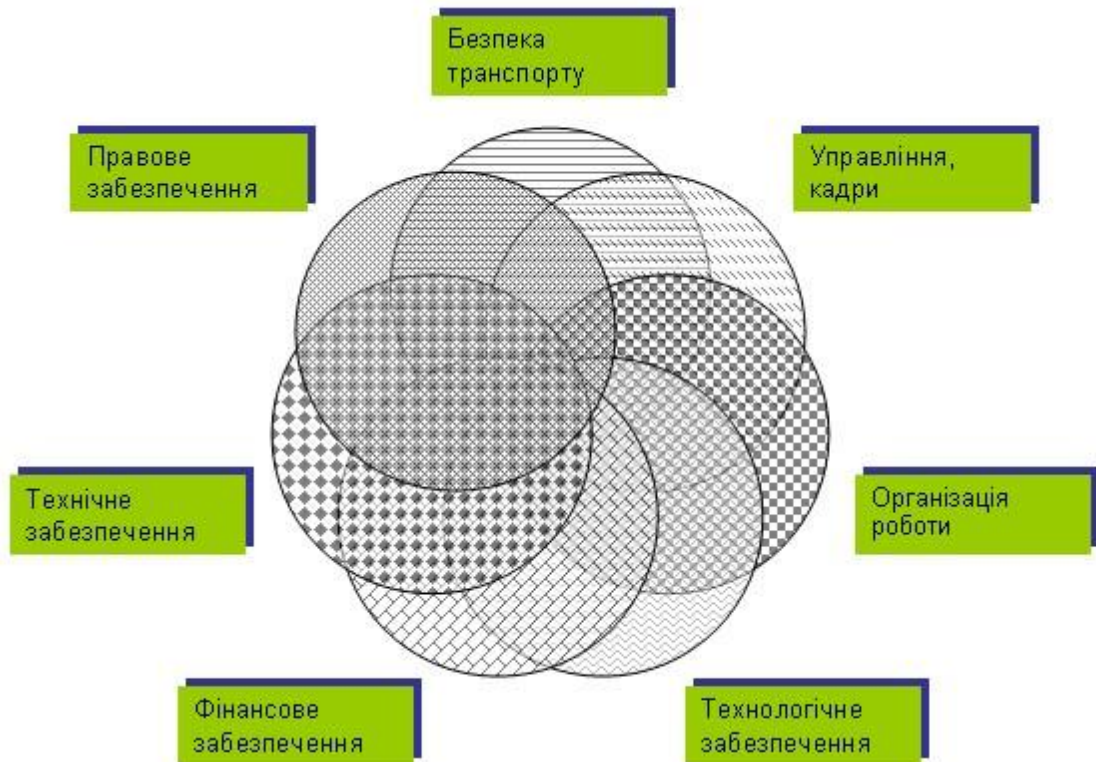 Безпека
транспорту
Правове
забезпечення
Управління,
кадри
Технічне
забезпечення
Організація
роботи
Фінансове
забезпечення
Технологічне
забезпечення